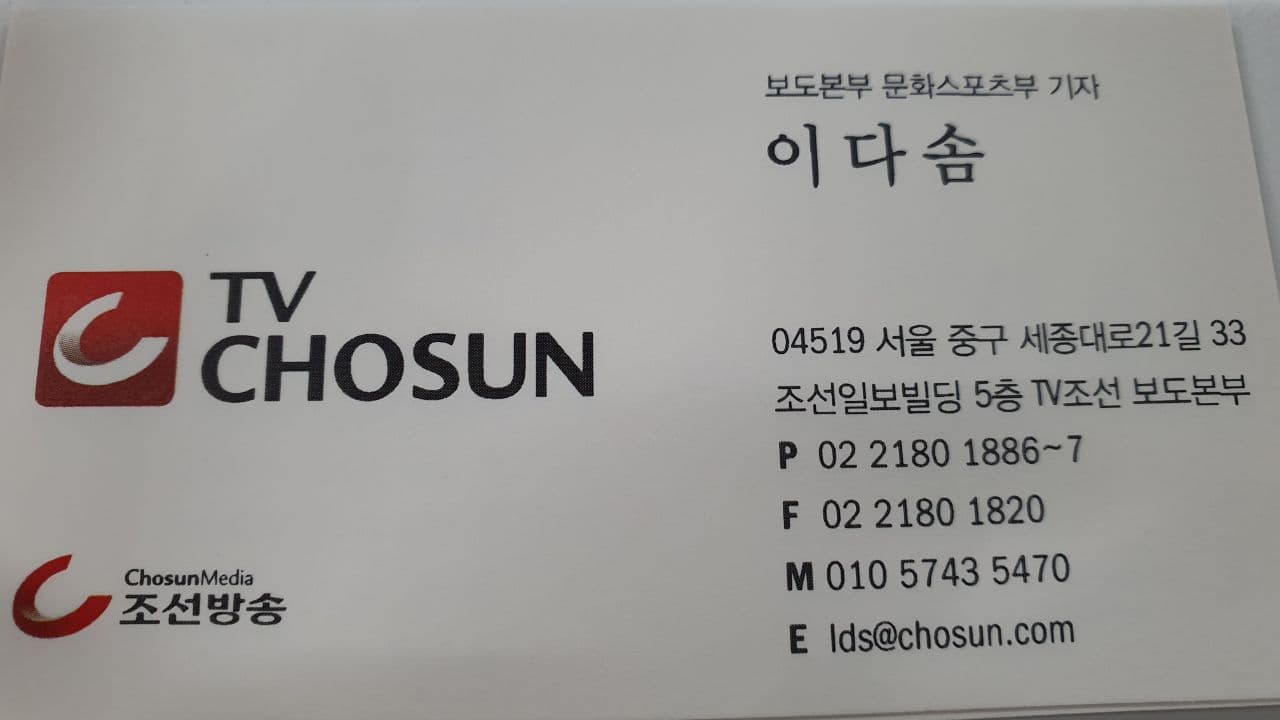 보도본부 문화스포츠부 기자
이다솜
TV
CHOSUN
04519 서울 중구 세종대로21길 33
조선일보빌딩 5층 TV조선 보도본부
P 02 2180 1886~7
F 02 2180 1820
M 010 5743 5470
E lds@chosun.com
ChosunMedia
조선방송